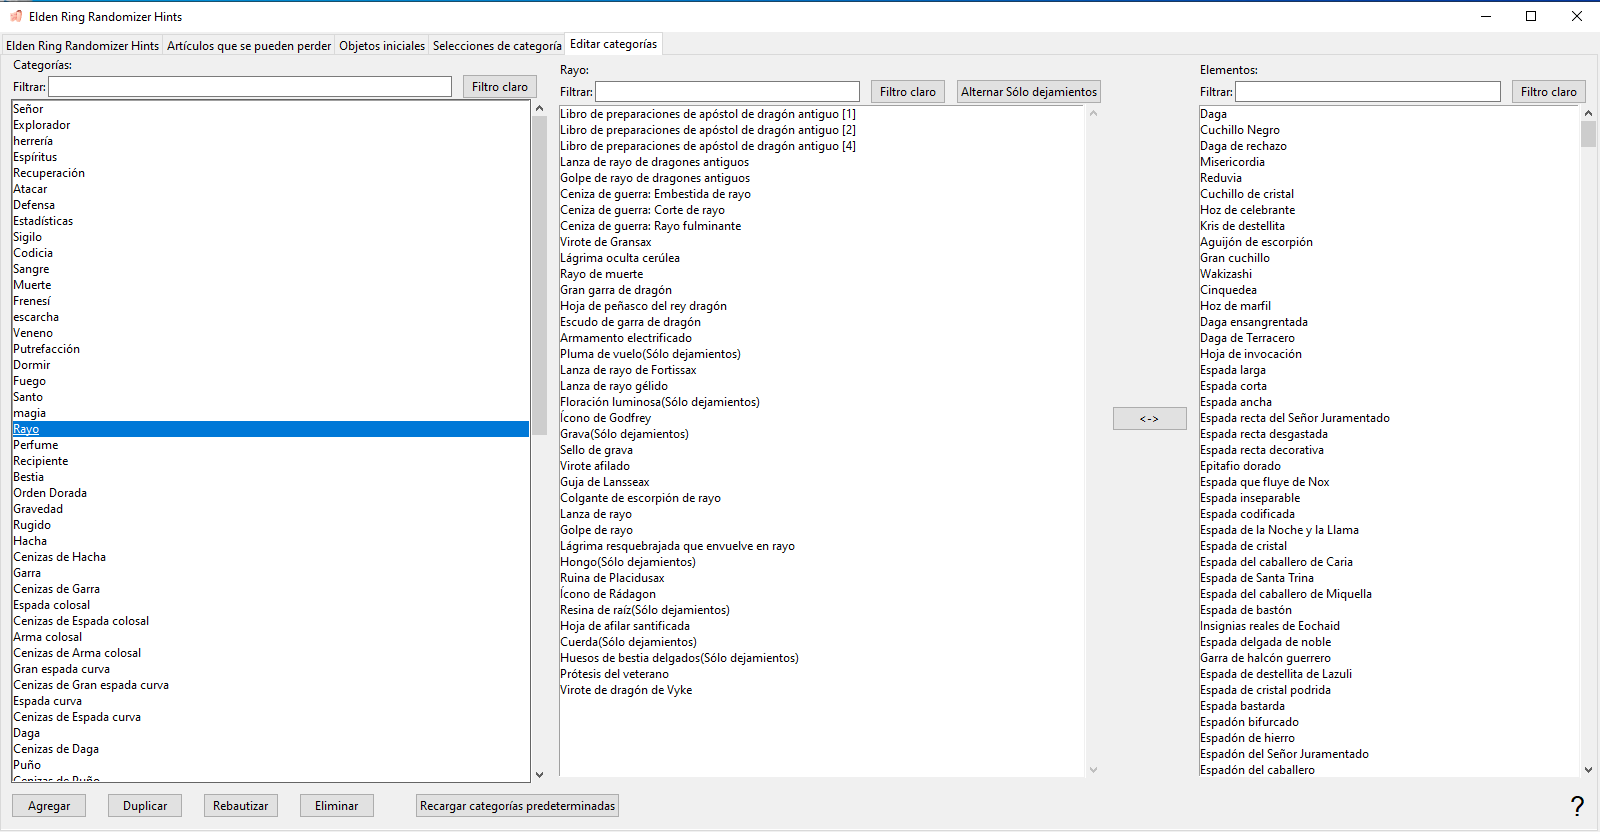 Elden Ring Randomizer Hints
Elden Ring Randomizer Hints
Artículos que se pueden perder
Objetos iniciales
Selecciones de categoría
Editar categorías
Categorías:
Filtrar:
Filtro claro
Señor
Explorador
herrería
Espíritus
Recuperación
Atacar
Defensa
Estadísticas
Sigilo
Codicia
Sangre
Muerte
Frenesí
escarcha
Veneno
Putrefacción
Dormir
Fuego
Santo
magia
Rayo
Perfume
Recipiente
Bestia
Orden Dorada
Gravedad
Rugido
Hacha
Cenizas de Hacha
Garra
Cenizas de Garra
Espada colosal
Cenizas de Espada colosal
Arma colosal
Cenizas de Arma colosal
Gran espada curva
Cenizas de Gran espada curva
Espada curva
Cenizas de Espada curva
Daga
Cenizas de Daga
Puño
Cenizas de Puño
Agregar
Duplicar
Rebautizar
Eliminar
Recargar categorías predeterminadas
Rayo:
Filtrar:
Filtro claro
Alternar Sólo dejamientos
Libro de preparaciones de apóstol de dragón antiguo [1]
Libro de preparaciones de apóstol de dragón antiguo [2]
Libro de preparaciones de apóstol de dragón antiguo [4]
Lanza de rayo de dragones antiguos
Golpe de rayo de dragones antiguos
Ceniza de guerra: Embestida de rayo
Ceniza de guerra: Corte de rayo
Ceniza de guerra: Rayo fulminante
Virote de Gransax
Lágrima oculta cerúlea
Rayo de muerte
Gran garra de dragón
Hoja de peñasco del rey dragón
Escudo de garra de dragón
Armamento electrificado
Pluma de vuelo(Sólo dejamientos)
Lanza de rayo de Fortissax
Lanza de rayo gélido
Floración luminosa(Sólo dejamientos)
Ícono de Godfrey
Grava(Sólo dejamientos)
Sello de grava
Virote afilado
Guja de Lansseax
Colgante de escorpión de rayo
Lanza de rayo
Golpe de rayo
Lágrima resquebrajada que envuelve en rayo
Hongo(Sólo dejamientos)
Ruina de Placidusax
Ícono de Rádagon
Resina de raíz(Sólo dejamientos)
Hoja de afilar santificada
Cuerda(Sólo dejamientos)
Huesos de bestia delgados(Sólo dejamientos)
Prótesis del veterano
Virote de dragón de Vyke
<->
Elementos:
Filtrar:
Filtro claro
Daga
Cuchillo Negro
Daga de rechazo
Misericordia
Reduvia
Cuchillo de cristal
Hoz de celebrante
Kris de destellita
Aguijón de escorpión
Gran cuchillo
Wakizashi
Cinquedea
Hoz de marfil
Daga ensangrentada
Daga de Terracero
Hoja de invocación
Espada larga
Espada corta
Espada ancha
Espada recta del Señor Juramentado
Espada recta desgastada
Espada recta decorativa
Epitafio dorado
Espada que fluye de Nox
Espada inseparable
Espada codificada
Espada de la Noche y la Llama
Espada de cristal
Espada del caballero de Caria
Espada de Santa Trina
Espada del caballero de Miquella
Espada de bastón
Insignias reales de Eochaid
Espada delgada de noble
Garra de halcón guerrero
Espada de destellita de Lazuli
Espada de cristal podrida
Espada bastarda
Espadón bifurcado
Espadón de hierro
Espadón del Señor Juramentado
Espadón del caballero
?